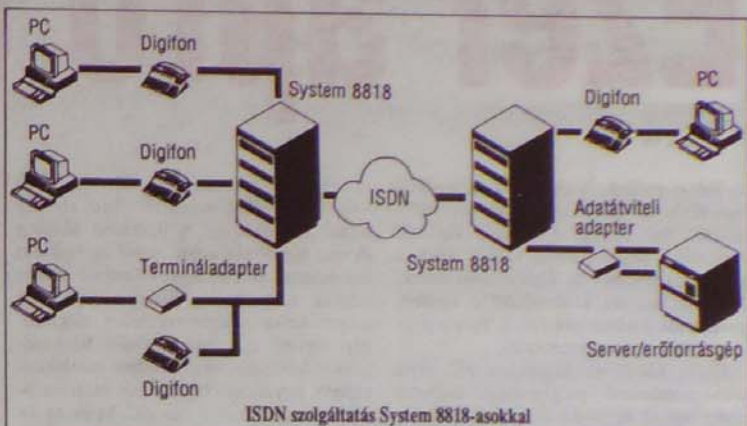 PC
Digifon
System 8818
PC
Digifon
PC
Digifon
ISDN
Adatátviteli
adapter
PC
Termináladapter
System 8818
Digifon
Server/erőforrásgép
ISDN szolgáltatás System 8818-asokkal